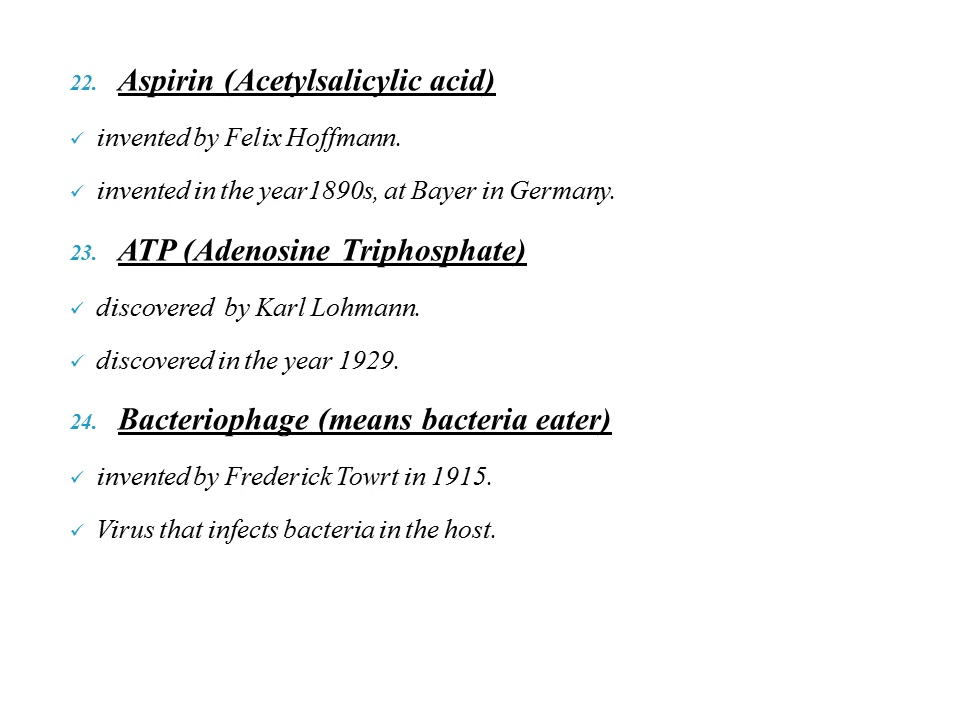 22. Aspirin (Acetylsalicylic acid)
✓ invented by Felix Hoffmann.
✓ invented in the year1890s, at Bayer in Germany.
23. ATP (Adenosine Triphosphate)
✓ discovered by Karl Lohmann.
✓ discovered in the year 1929.
24. Bacteriophage (means bacteria eater)
✓ invented by Frederick Towrt in 1915.
✓ Virus that infects bacteria in the host.